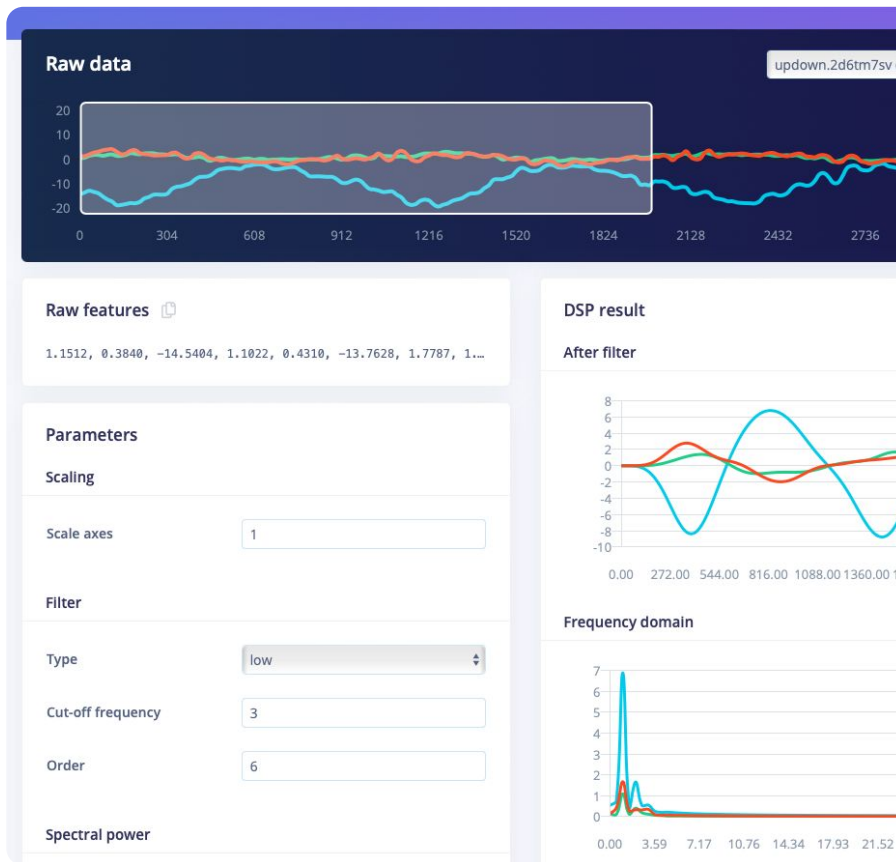 Raw data
updown.2d6tm7sv
20
10
0
-10
-20
0 304 608 912 1216 1520 1824 2128 2432 2736
Raw features
1.1512, 0.3840, -14.5404, 1.1022, 0.4310, -13.7628, 1.7787, 1.…
Parameters
Scaling
Scale axes 1
Filter
Type low
Cut-off frequency 3
Order 6
Spectral power
DSP result
After filter
8
6
4
2
0
-2
-4
-6
-8
-10
0.00 272.00 544.00 816.00 1088.00 1360.00
Frequency domain
7
6
5
4
3
2
1
0
0.00 3.59 7.17 10.76 14.34 17.93 21.52